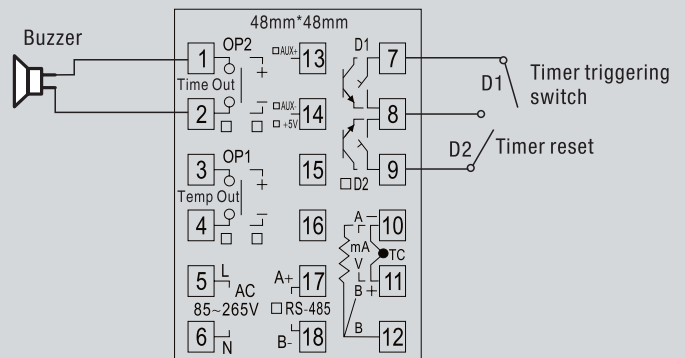 48mm*48mm
Buzzer
1
OP2
AUX+
13
D1
7
Time Out
+
D1
Timer triggering
switch
2
AUX-
14
+5V
8
3
OP1
15
D2
Timer reset
9
D2
Temp Out
+
4
16
A
10
mA
V
TC
5
L
AC
A+
17
B
+
11
85~265V
RS-485
6
N
B-
18
B
12